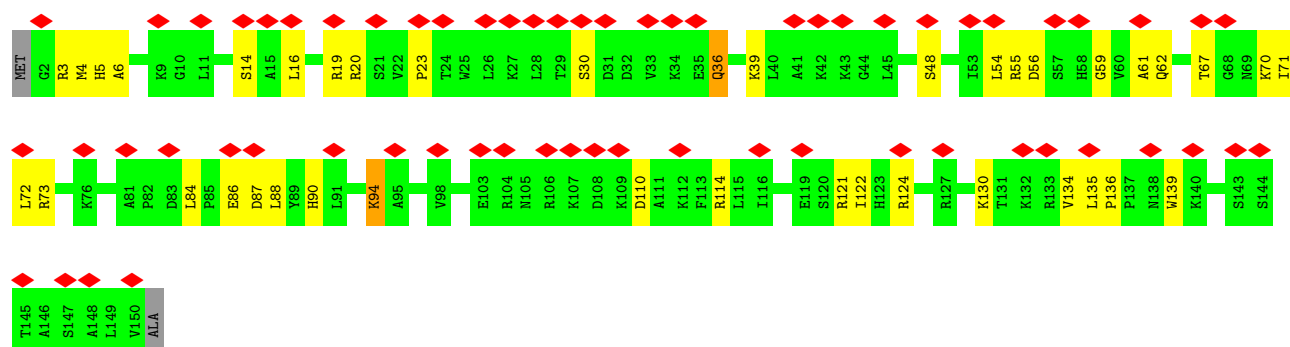 MET G2 R3 M4 H5 A6 K9 G10 L11 S14 A15 L16 R19 R20 S21 V22 P23 T24 W25 L26 K27 L28 T29 S30 D31 D32 V33 K34 E35 Q36 K39 L40 A41 K42 K43 G44 L45 S48 I53 L54 R55 D56 S57 H58 G59 V60 A61 Q62 T67 G68 N69 K70 I71
L72 R73 K76 A81 P82 D83 L84 P85 E86 D87 L88 Y89 H90 L91 K94 A95 V98 E103 R104 N105 R106 K107 D108 K109 D110 A111 K112 F113 R114 L115 I116 E119 S120 R121 I122 H123 R124 R127 K130 T131 K132 R133 V134 L135 P136 P137 N138 W139 K140 S143 S144
T145 A146 S147 A148 L149 V150 ALA